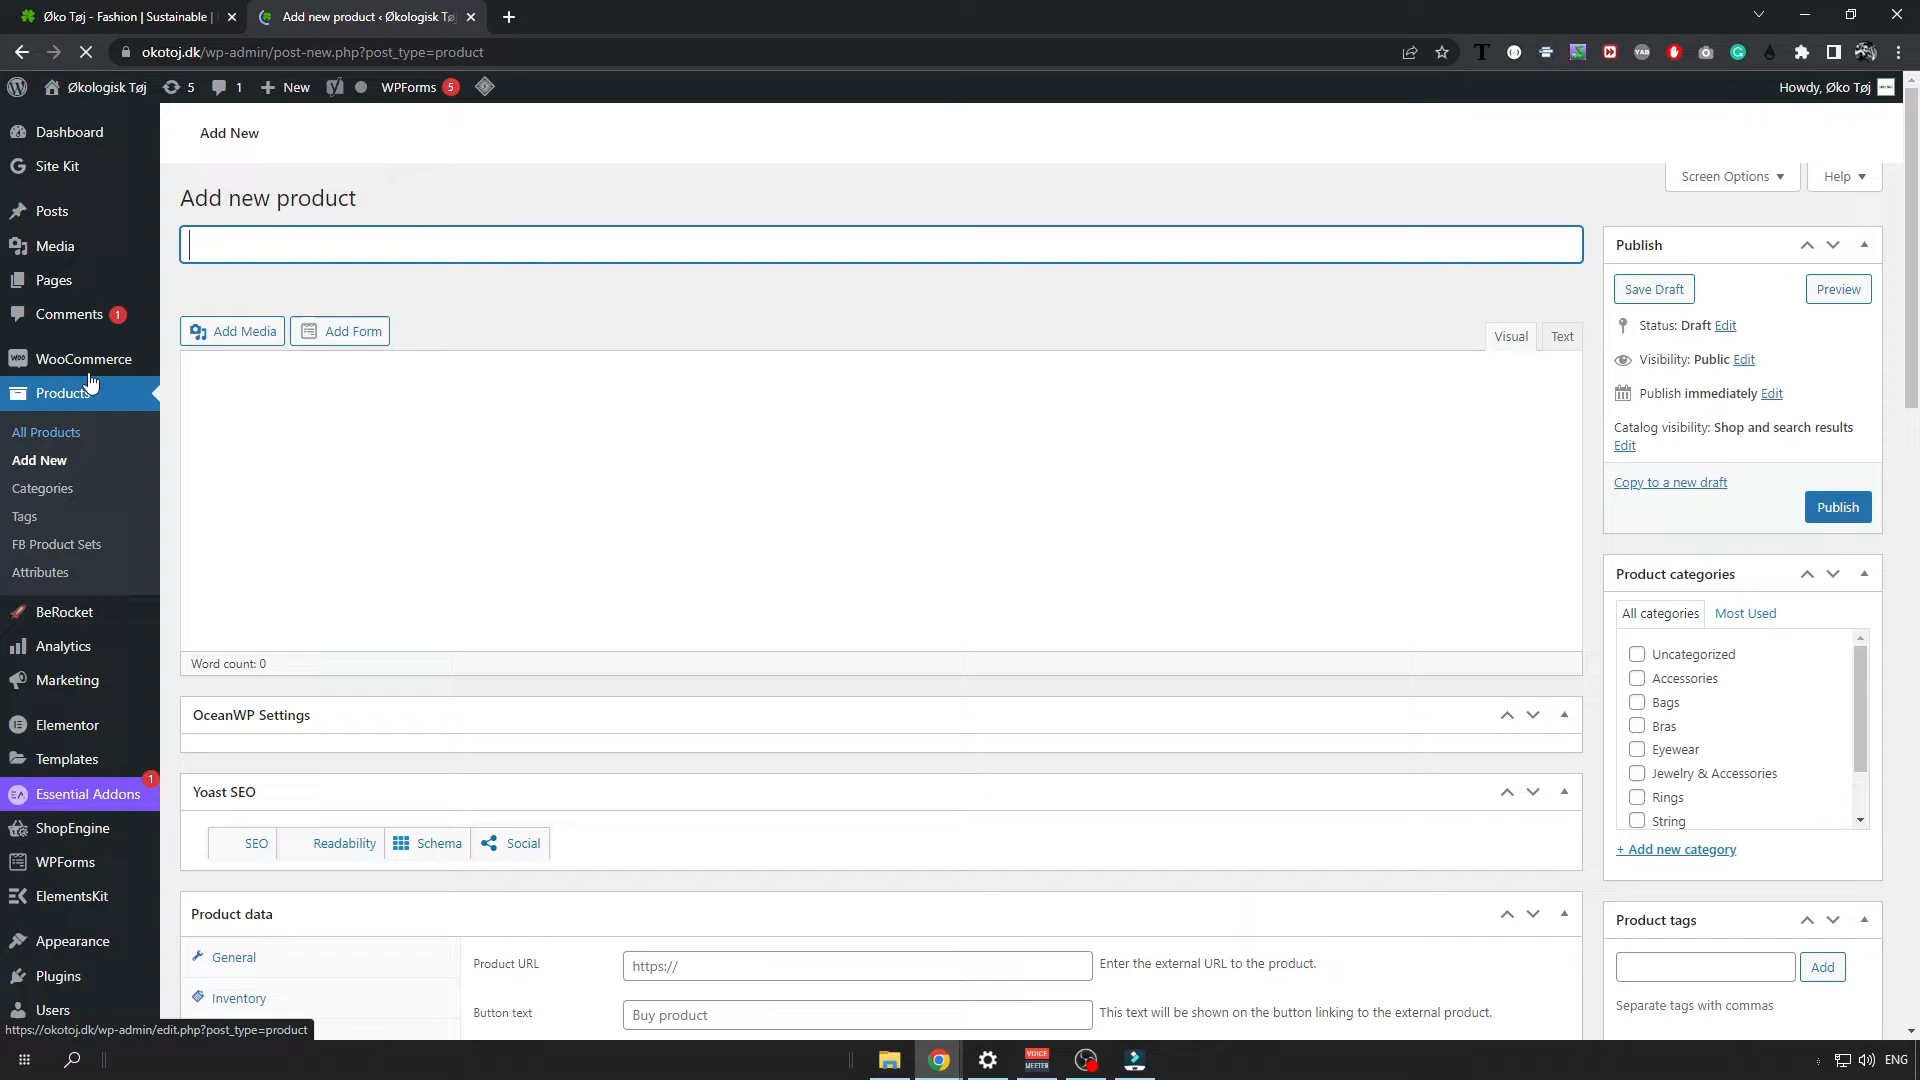 Øko Tøj - Fashion | Sustainable |
Add new product ‹ Økologisk Tøj
okotoj.dk/wp-admin/post-new.php?post_type=product
Økologisk Tøj
5
1
New
WPForms 5
Howdy, Øko Tøj
Dashboard
Site Kit
Posts
Media
Pages
Comments 1
WooCommerce
Products
All Products
Add New
Categories
Tags
FB Product Sets
Attributes
BeRocket
Analytics
Marketing
Elementor
Templates
Essential Addons 1
ShopEngine
WPForms
ElementsKit
Appearance
Plugins
Users
https://okotoj.dk/wp-admin/edit.php?post_type=product
Add New
Screen Options
Help
Add new product
Add Media
Add Form
Visual
Text
Word count: 0
OceanWP Settings
Yoast SEO
SEO
Readability
Schema
Social
Product data
General
Inventory
Product URL
https://
Enter the external URL to the product.
Button text
Buy product
This text will be shown on the button linking to the external product.
Publish
Save Draft
Preview
Status: Draft Edit
Visibility: Public Edit
Publish immediately Edit
Catalog visibility: Shop and search results
Edit
Copy to a new draft
Publish
Product categories
All categories
Most Used
Uncategorized
Accessories
Bags
Bras
Eyewear
Jewelry & Accessories
Rings
String
+ Add new category
Product tags
Add
Separate tags with commas
VOICE
MEETER
ENG